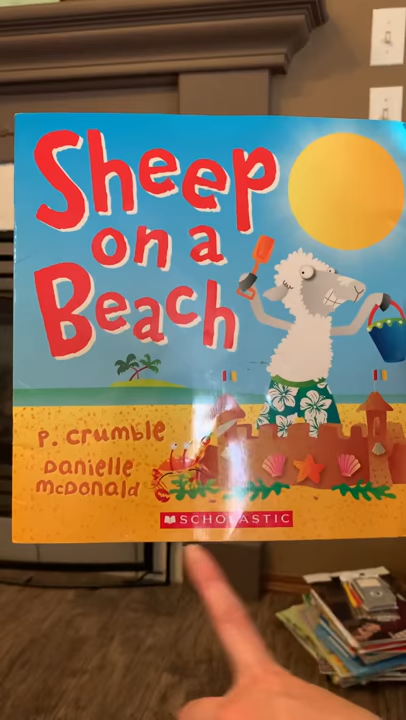 Sheep
on a
Beach
P. Crumble
Danielle
McDonald
SCHOLASTIC